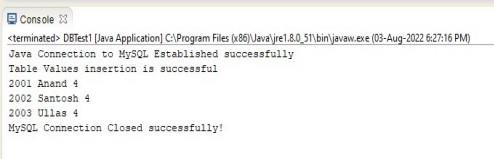 Console
<terminated> DBTest1 [Java Application] C:\Program Files (x86)\Java\jre1.8.0_51\bin\javaw.exe (03-Aug-2022 6:27:16 PM)
Java Connection to MySQL Established successfully
Table Values insertion is successful
2001 Anand 4
2002 Santosh 4
2003 Ullas 4
MySQL Connection Closed successfully!